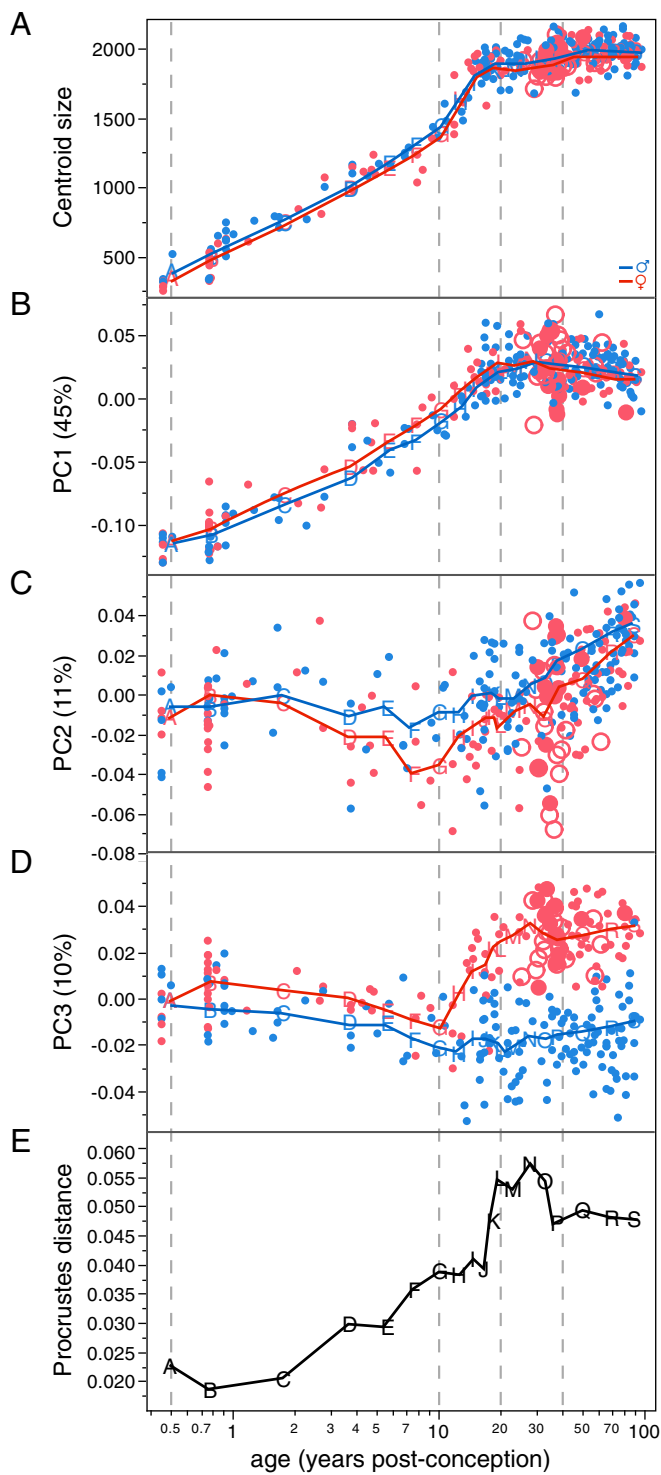 A
Centroid size
2000
1500
1000
500
♂
♀
B
PC1 (45%)
0.05
0.00
-0.05
-0.10
C
PC2 (11%)
0.04
0.02
0.00
-0.02
-0.04
-0.06
-0.08
D
PC3 (10%)
0.04
0.02
0.00
-0.02
-0.04
E
Procrustes distance
0.060
0.055
0.050
0.045
0.040
0.035
0.030
0.025
0.020
A B C D E F G H I J K L M N O P Q R S
0.5 0.7 1 2 3 4 5 7 10 20 30 50 70 100
age (years post-conception)